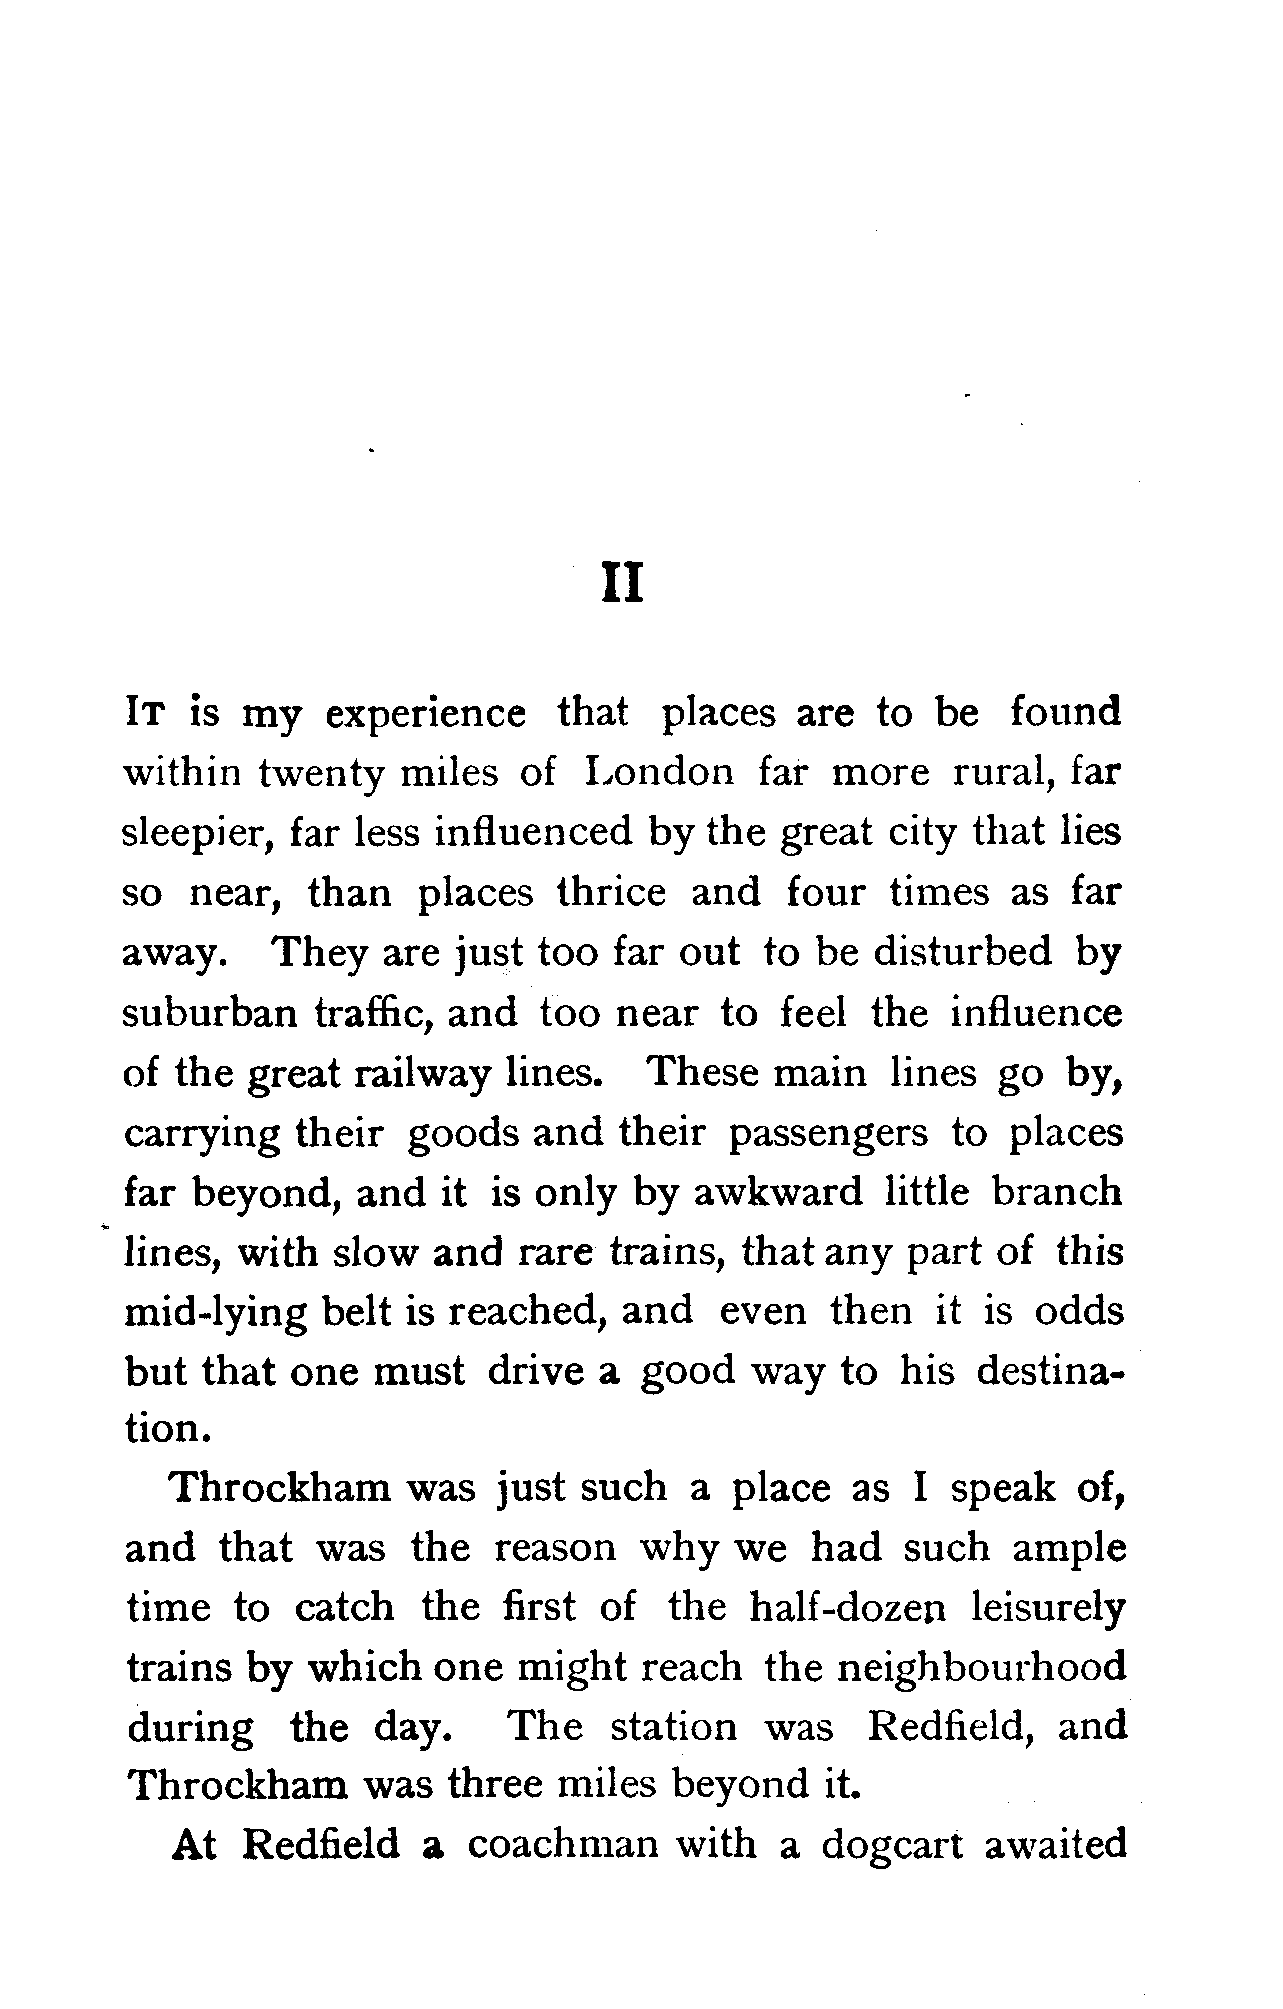 II
IT is my experience that places are to be found
within twenty miles of London far more rural, far
sleepier, far less influenced by the great city that lies
so near, than places thrice and four times as far
away. They are just too far out to be disturbed by
suburban traffic, and too near to feel the influence
of the great railway lines. These main lines go by,
carrying their goods and their passengers to places
far beyond, and it is only by awkward little branch
lines, with slow and rare trains, that any part of this
mid-lying belt is reached, and even then it is odds
but that one must drive a good way to his destina-
tion.
Throckham was just such a place as I speak of,
and that was the reason why we had such ample
time to catch the first of the half-dozen leisurely
trains by which one might reach the neighbourhood
during the day. The station was Redfield, and
Throckham was three miles beyond it.
At Redfield a coachman with a dogcart awaited